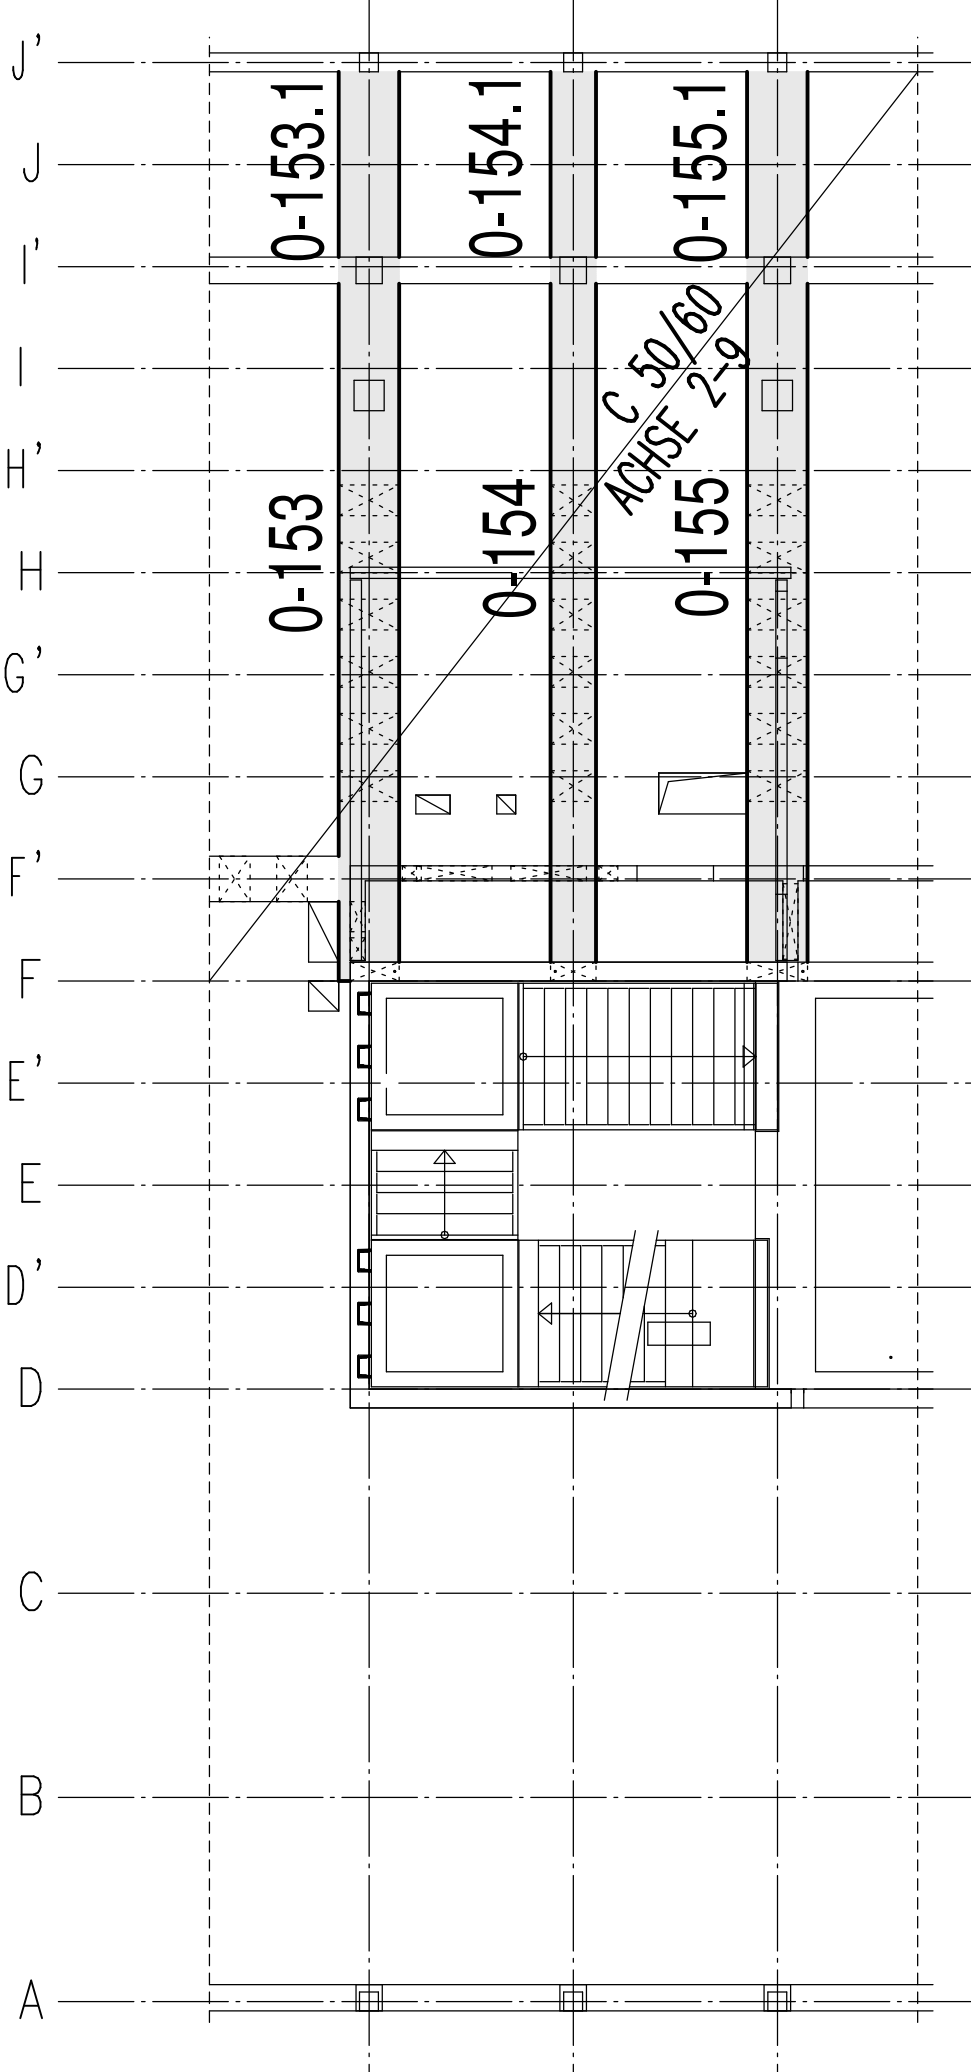 J'
0-153.1
0-154.1
0-155.1
J
I'
I
C 50/60
ACHSE 2-9
H'
0-153
0-154
0-155
H
G'
G
F'
F
E'
E
D'
D
C
B
A